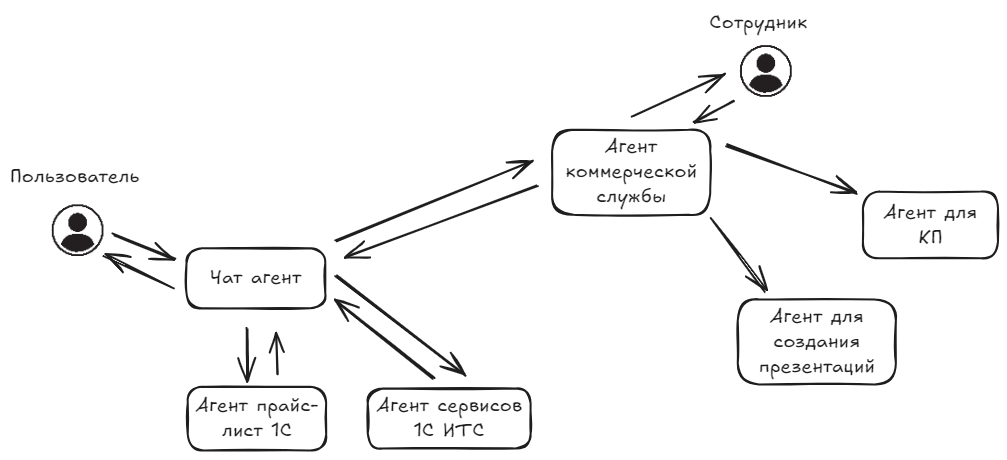 Сотрудник
Агент
коммерческой
службы
Пользователь
Агент для
КП
Чат агент
Агент для
создания
презентаций
Агент прайс-
лист 1С
Агент сервисов
1С ИТС